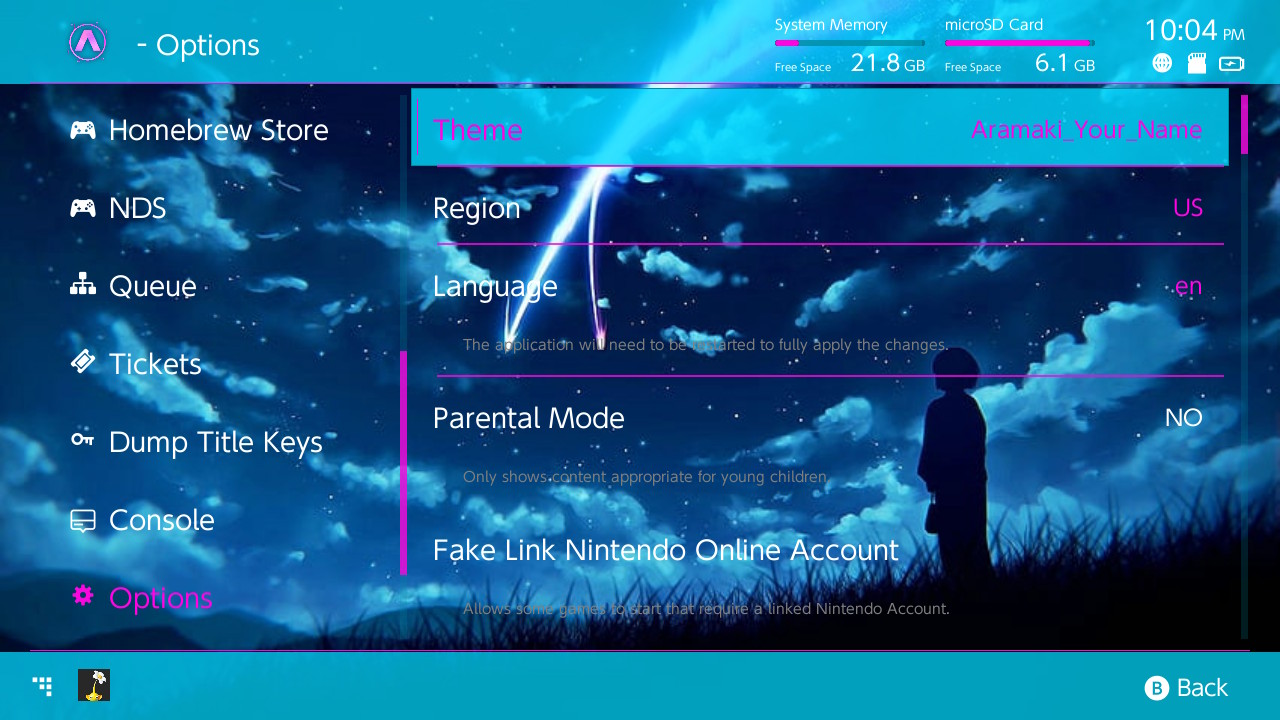 - Options
System Memory
Free Space 21.8 GB
microSD Card
Free Space 6.1 GB
10:04 PM
Homebrew Store
NDS
Queue
Tickets
Dump Title Keys
Console
Options
Theme Aramaki_Your_Name
Region US
Language en
The application will need to be restarted to fully apply the changes.
Parental Mode NO
Only shows content appropriate for young children.
Fake Link Nintendo Online Account
Allows some games to start that require a linked Nintendo Account.
B Back